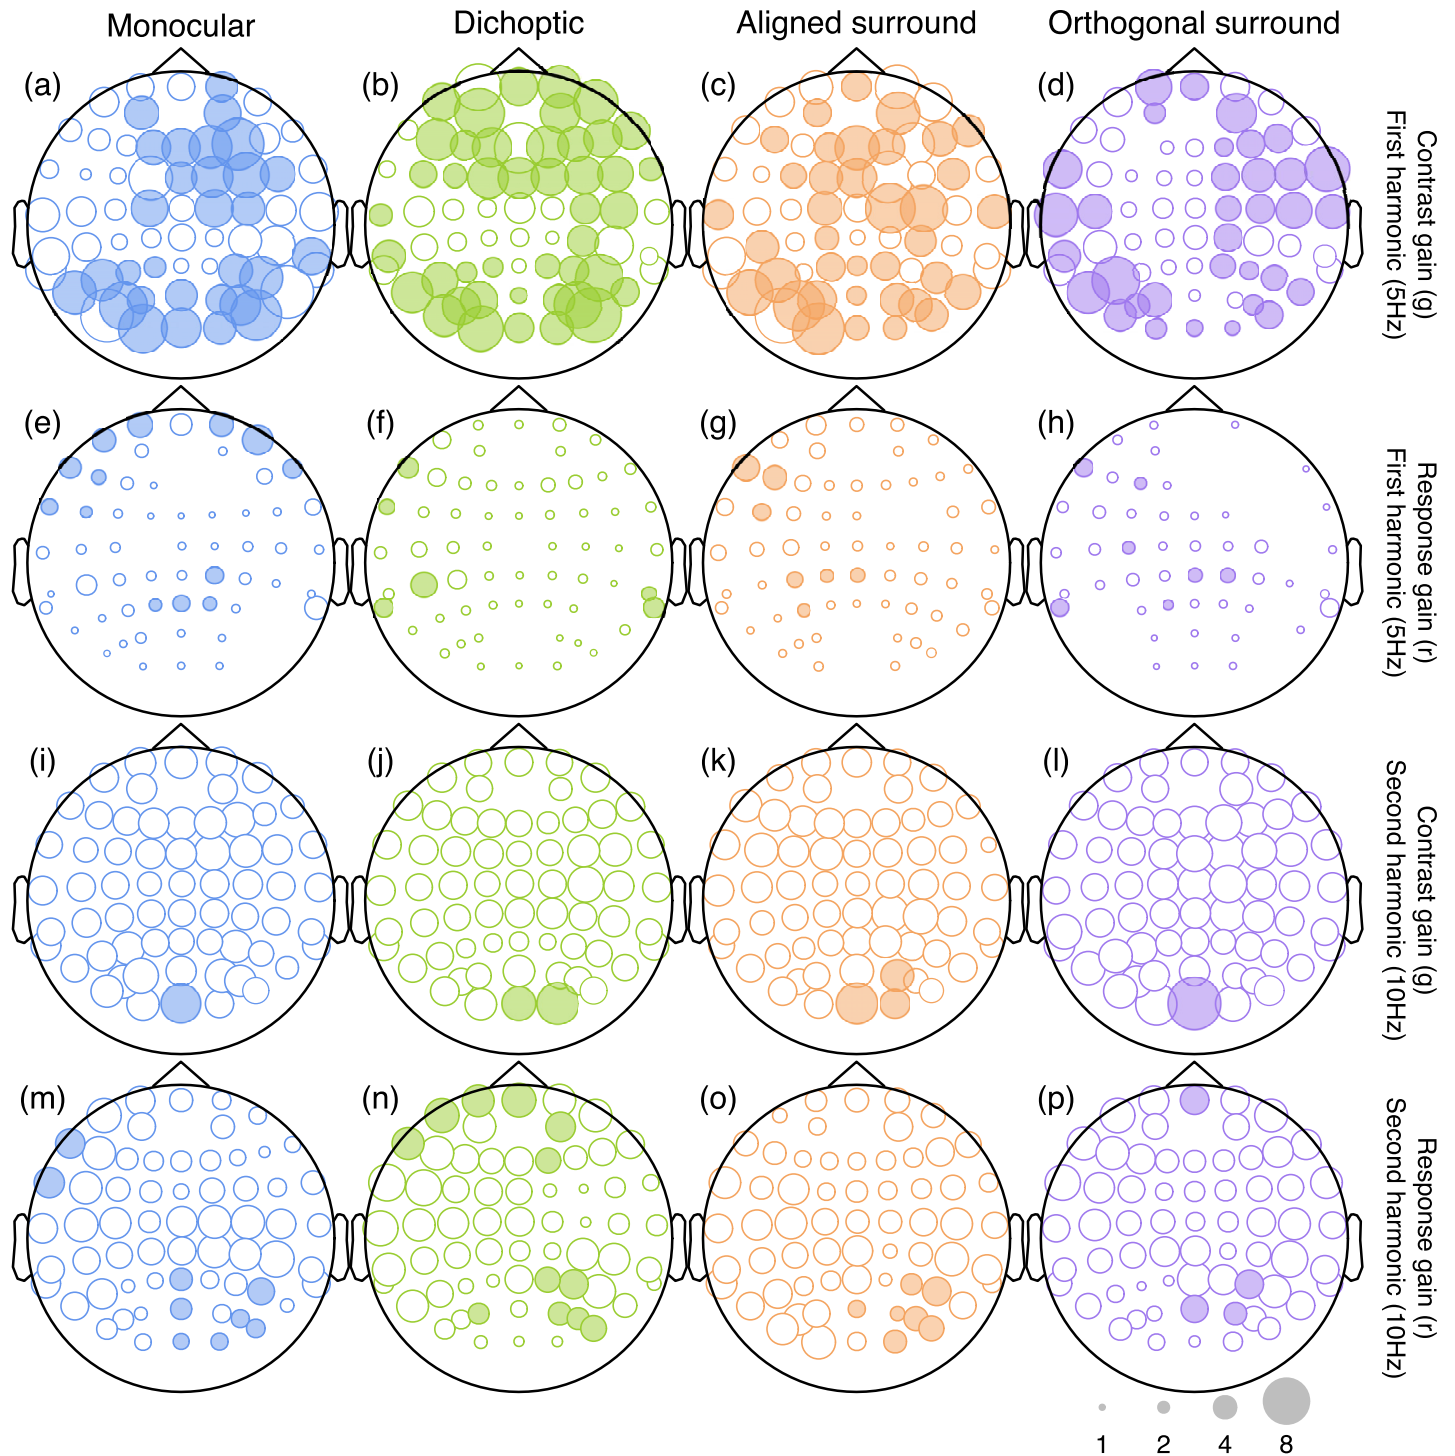 Monocular
Dichoptic
Aligned surround
Orthogonal surround
(a)
(b)
(c)
(d)
Contrast gain (g)
First harmonic (5Hz)
(e)
(f)
(g)
(h)
Response gain (r)
First harmonic (5Hz)
(i)
(j)
(k)
(l)
Contrast gain (g)
Second harmonic (10Hz)
(m)
(n)
(o)
(p)
Response gain (r)
Second harmonic (10Hz)
1
2
4
8